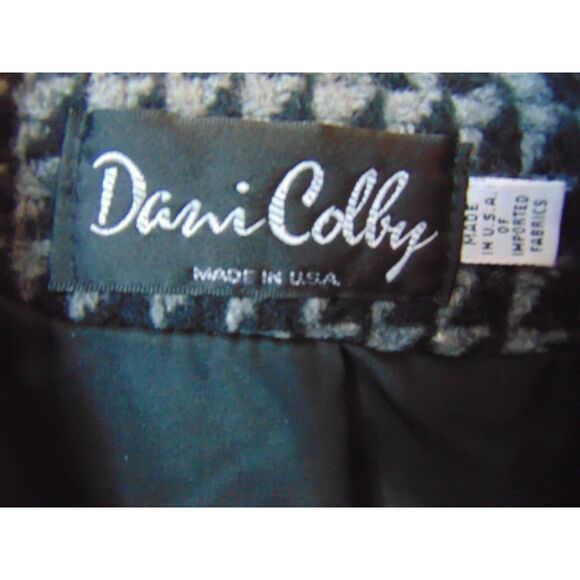 Dani Colby
MADE IN U.S.A.
MADE
IN U.S.A.
OF
IMPORTED
FABRICS